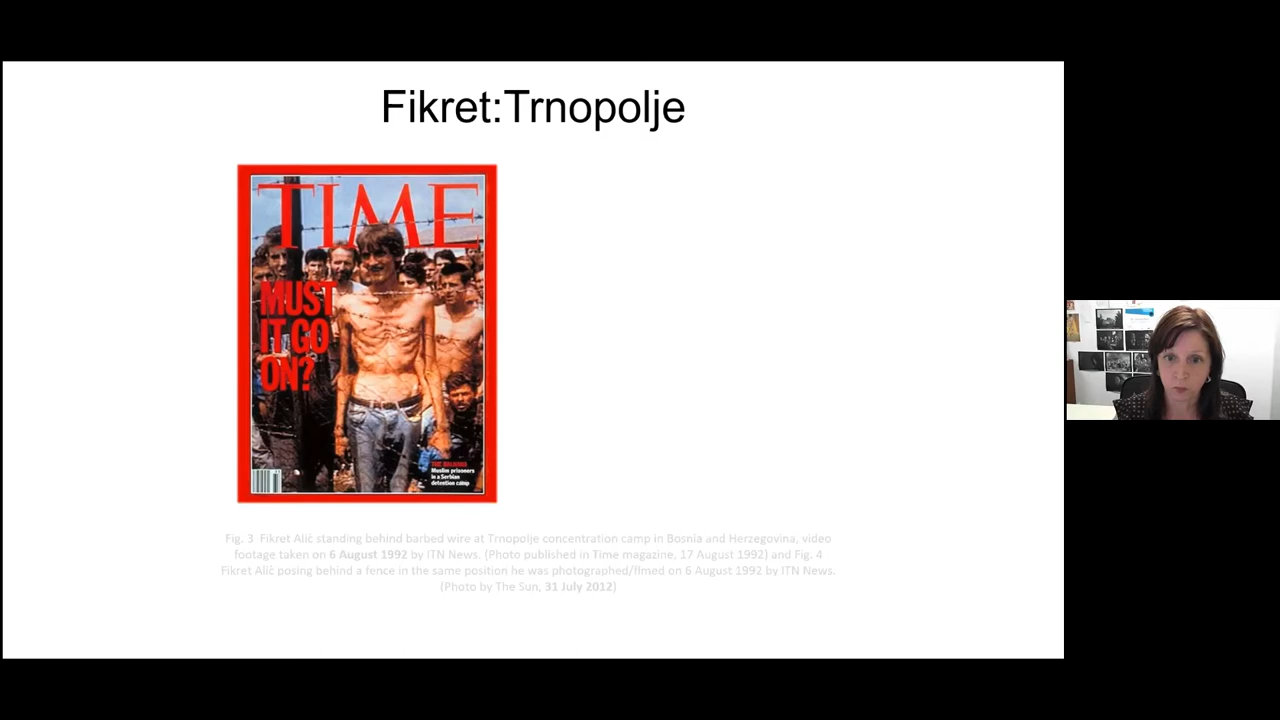 Fikret:Trnopolje
TIME
MUST
IT GO
ON?
THE BALKANS
Muslim prisoners
in a Serbian
detention camp
Fig. 3 Fikret Alić standing behind barbed wire at Trnopolje concentration camp in Bosnia and Herzegovina, video
footage taken on 6 August 1992 by ITN News. (Photo published in Time magazine, 17 August 1992) and Fig. 4
Fikret Alić posing behind a fence in the same position he was photographed/flmed on 6 August 1992 by ITN News.
(Photo by The Sun, 31 July 2012)